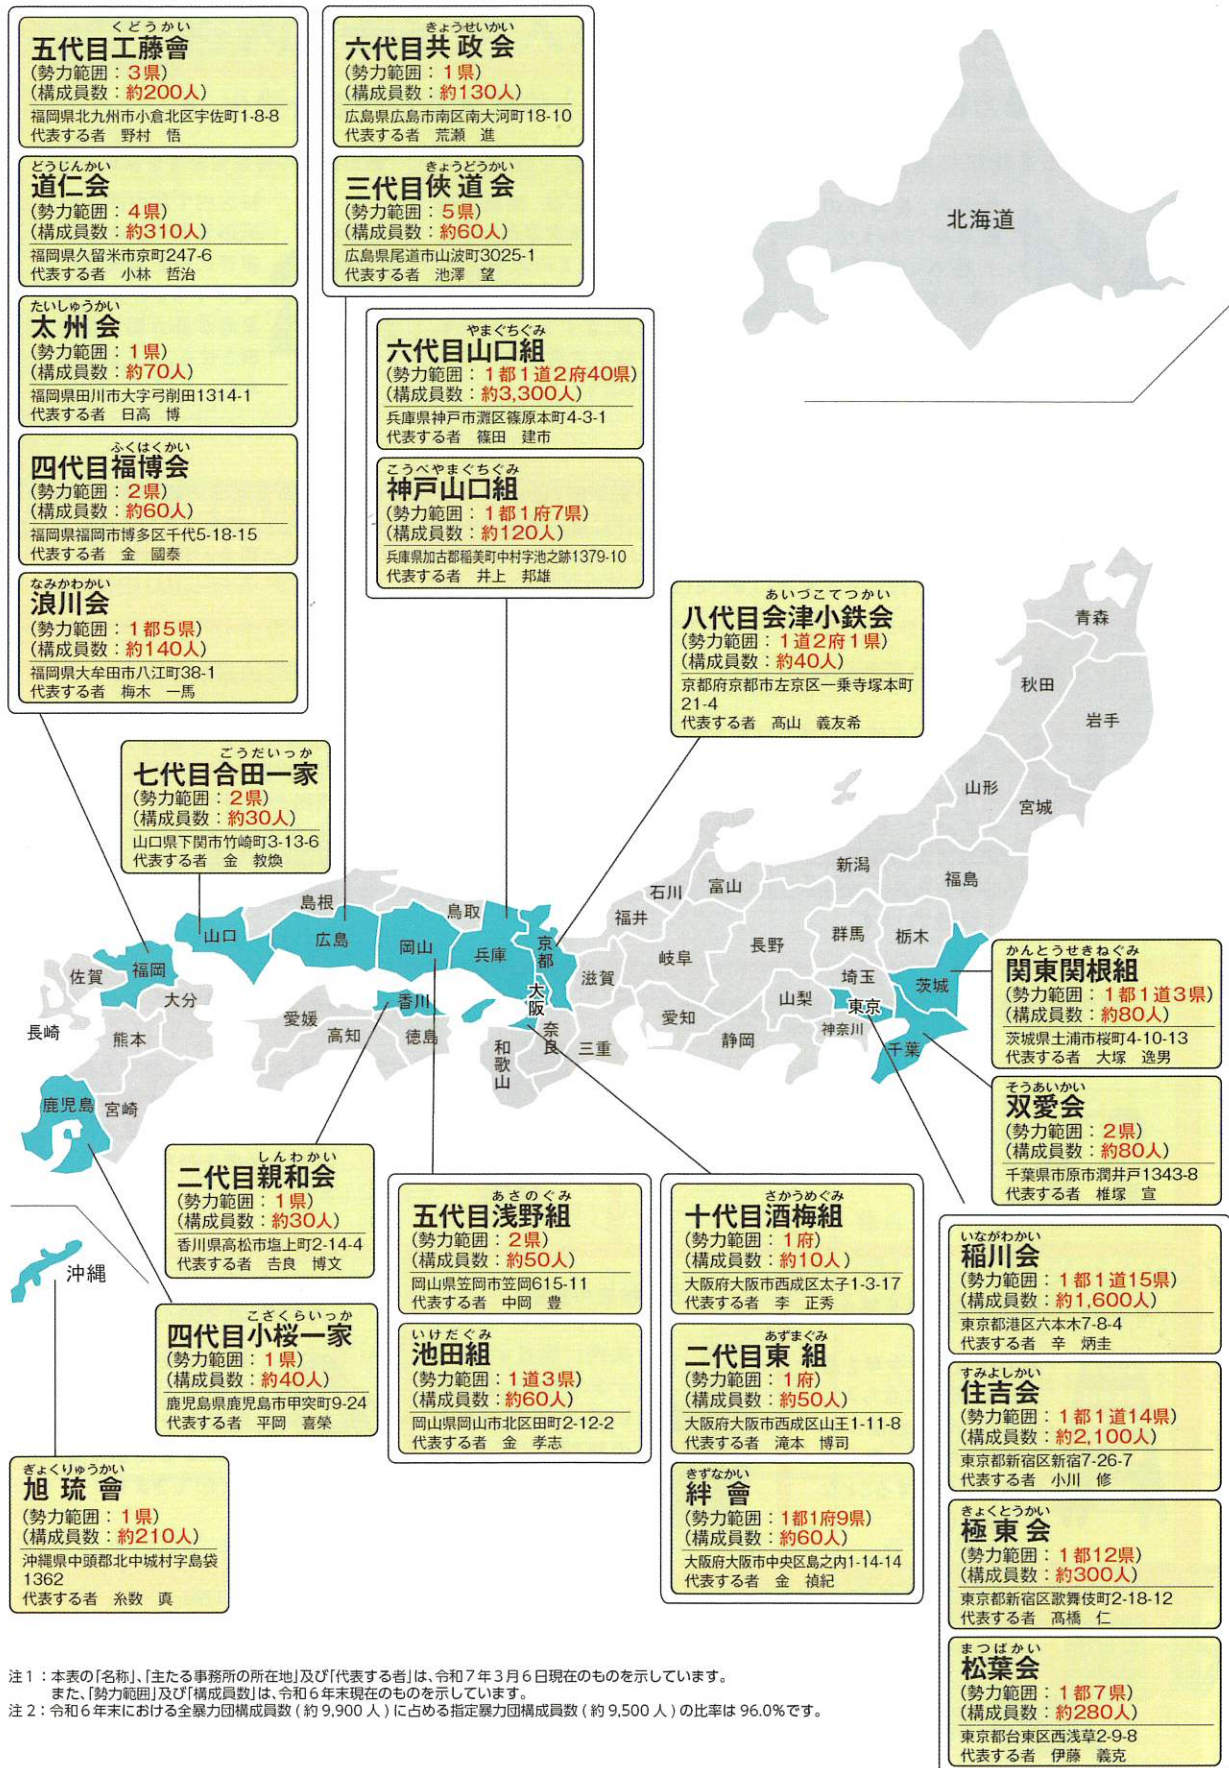 くどうかい
五代目工藤會
(勢力範囲：3県)
(構成員数：約200人)
福岡県北九州市小倉北区宇佐町1-8-8
代表する者　野村　悟
どうじんかい
道仁会
(勢力範囲：4県)
(構成員数：約310人)
福岡県久留米市京町247-6
代表する者　小林　哲治
たいしゅうかい
太州会
(勢力範囲：1県)
(構成員数：約70人)
福岡県田川市大字弓削田1314-1
代表する者　日高　博
ふくはくかい
四代目福博会
(勢力範囲：2県)
(構成員数：約60人)
福岡県福岡市博多区千代5-18-15
代表する者　金　國泰
なみかわかい
浪川会
(勢力範囲：1都5県)
(構成員数：約140人)
福岡県大牟田市八江町38-1
代表する者　梅木　一馬
きょうせいかい
六代目共政会
(勢力範囲：1県)
(構成員数：約130人)
広島県広島市南区南大河町18-10
代表する者　荒瀬　進
きょうどうかい
三代目俠道会
(勢力範囲：5県)
(構成員数：約60人)
広島県尾道市山波町3025-1
代表する者　池澤　望
やまぐちぐみ
六代目山口組
(勢力範囲：1都1道2府40県)
(構成員数：約3,300人)
兵庫県神戸市灘区篠原本町4-3-1
代表する者　篠田　建市
こうべやまぐちぐみ
神戸山口組
(勢力範囲：1都1府7県)
(構成員数：約120人)
兵庫県加古郡稲美町中村字池之跡1379-10
代表する者　井上　邦雄
あいづこてつかい
八代目会津小鉄会
(勢力範囲：1道2府1県)
(構成員数：約40人)
京都府京都市左京区一乗寺塚本町
21-4
代表する者　髙山　義友希
ごうだいっか
七代目合田一家
(勢力範囲：2県)
(構成員数：約30人)
山口県下関市竹崎町3-13-6
代表する者　金　教煥
北海道
青森
秋田
岩手
山形
宮城
新潟
福島
石川
富山
福井
岐阜
長野
群馬
栃木
茨城
埼玉
東京
山梨
神奈川
千葉
静岡
愛知
三重
滋賀
京都
大阪
奈良
和歌山
兵庫
鳥取
島根
岡山
広島
山口
香川
徳島
愛媛
高知
福岡
佐賀
長崎
大分
熊本
宮崎
鹿児島
沖縄
かんとうせきねぐみ
関東関根組
(勢力範囲：1都1道3県)
(構成員数：約80人)
茨城県土浦市桜町4-10-13
代表する者　大塚　逸男
そうあいかい
双愛会
(勢力範囲：2県)
(構成員数：約80人)
千葉県市原市潤井戸1343-8
代表する者　椎塚　宣
しんわかい
二代目親和会
(勢力範囲：1県)
(構成員数：約30人)
香川県高松市塩上町2-14-4
代表する者　吉良　博文
こざくらいっか
四代目小桜一家
(勢力範囲：1県)
(構成員数：約40人)
鹿児島県鹿児島市甲突町9-24
代表する者　平岡　喜榮
ぎょくりゅうかい
旭琉會
(勢力範囲：1県)
(構成員数：約210人)
沖縄県中頭郡北中城村字島袋
1362
代表する者　糸数　真
あさのぐみ
五代目浅野組
(勢力範囲：2県)
(構成員数：約50人)
岡山県笠岡市笠岡615-11
代表する者　中岡　豊
いけだぐみ
池田組
(勢力範囲：1道3県)
(構成員数：約60人)
岡山県岡山市北区田町2-12-2
代表する者　金　孝志
さかうめぐみ
十代目酒梅組
(勢力範囲：1府)
(構成員数：約10人)
大阪府大阪市西成区太子1-3-17
代表する者　李　正秀
あずまぐみ
二代目東組
(勢力範囲：1府)
(構成員数：約50人)
大阪府大阪市西成区山王1-11-8
代表する者　滝本　博司
きずなかい
絆會
(勢力範囲：1都1府9県)
(構成員数：約60人)
大阪府大阪市中央区島之内1-14-14
代表する者　金　禎紀
いながわかい
稲川会
(勢力範囲：1都1道15県)
(構成員数：約1,600人)
東京都港区六本木7-8-4
代表する者　辛　炳圭
すみよしかい
住吉会
(勢力範囲：1都1道14県)
(構成員数：約2,100人)
東京都新宿区新宿7-26-7
代表する者　小川　修
きょくとうかい
極東会
(勢力範囲：1都12県)
(構成員数：約300人)
東京都新宿区歌舞伎町2-18-12
代表する者　髙橋　仁
まつばかい
松葉会
(勢力範囲：1都7県)
(構成員数：約280人)
東京都台東区西浅草2-9-8
代表する者　伊藤　義克
注1：本表の「名称」、「主たる事務所の所在地」及び「代表する者」は、令和7年3月6日現在のものを示しています。
また、「勢力範囲」及び「構成員数」は、令和6年末現在のものを示しています。
注2：令和6年末における全暴力団構成員数(約9,900人)に占める指定暴力団構成員数(約9,500人)の比率は96.0%です。